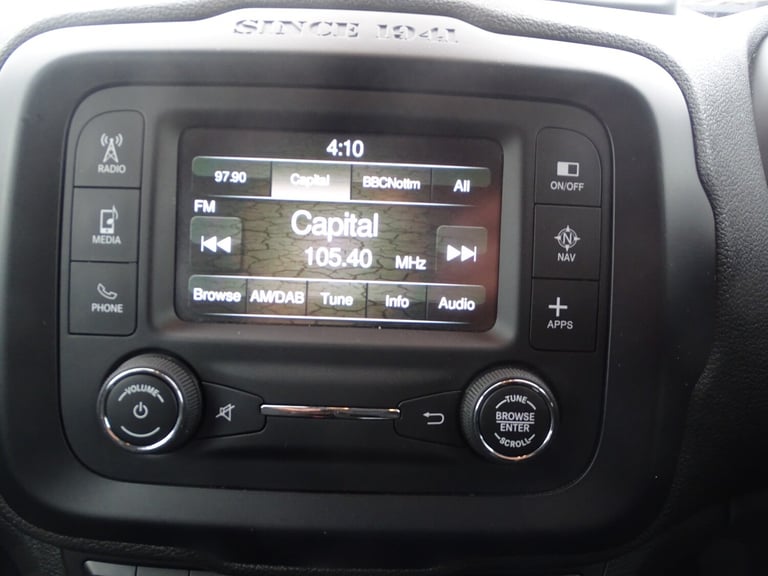 SINCE 1941
4:10
97.90 Capital BBCNottm All
FM
Capital
105.40 MHz
Browse AM/DAB Tune Info Audio
RADIO
MEDIA
PHONE
ON/OFF
N
NAV
APPS
VOLUME
TUNE
BROWSE
ENTER
SCROLL